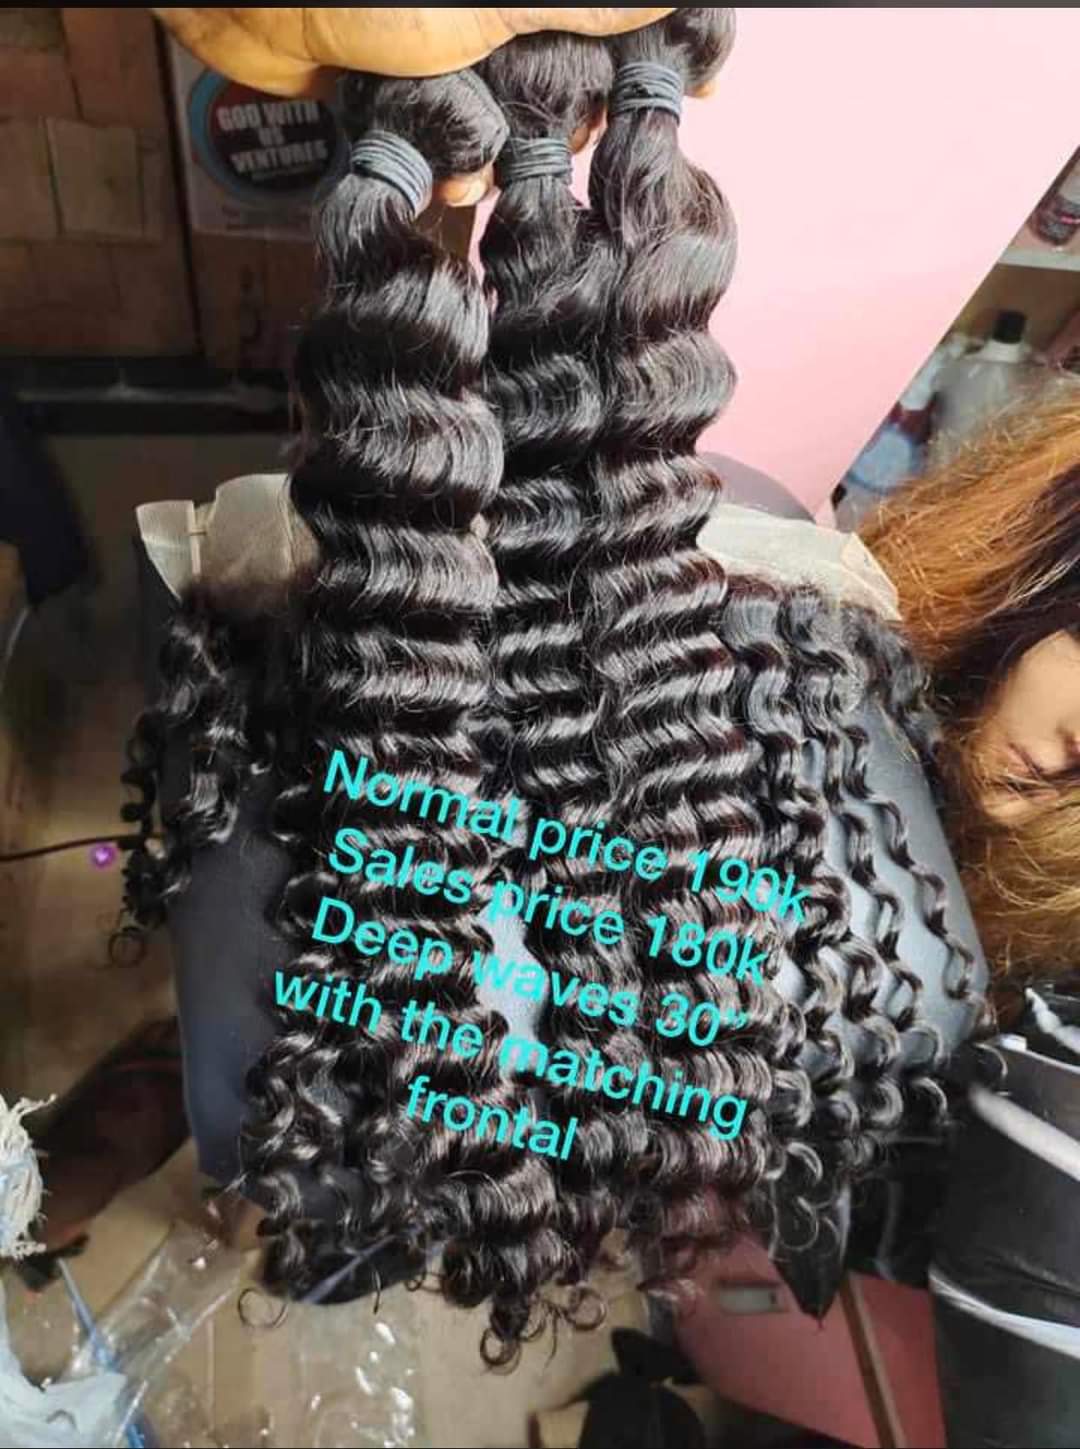 GOD WITH
US
VENTURES
Normal price 190k
Sales price 180k
Deep waves 30”
with the matching
frontal